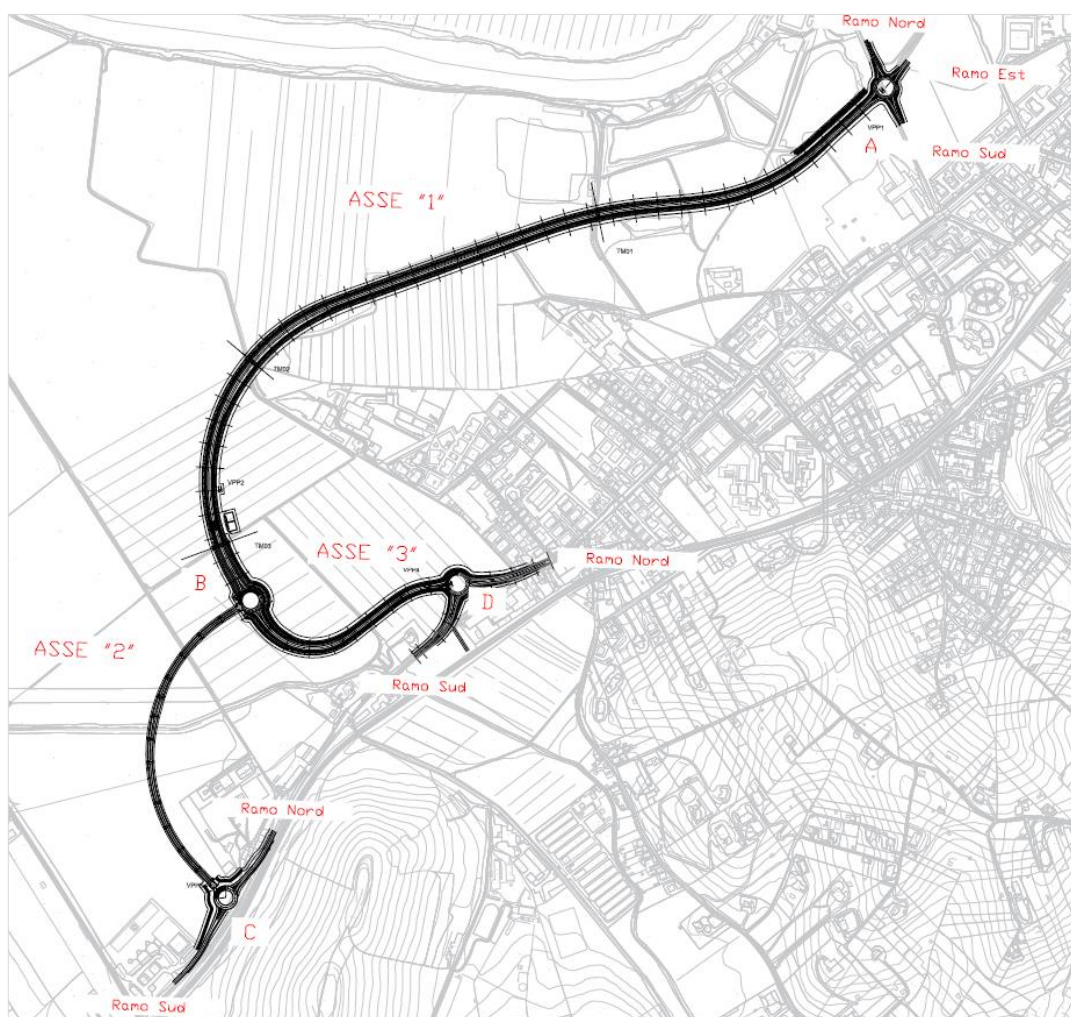 Ramo Nord
Ramo Est
VPP1
A
Ramo Sud
ASSE "1"
TM01
TM02
VPP2
TM03
ASSE "3"
Ramo Nord
B
D
ASSE "2"
Ramo Sud
Ramo Nord
C
Ramo Sud